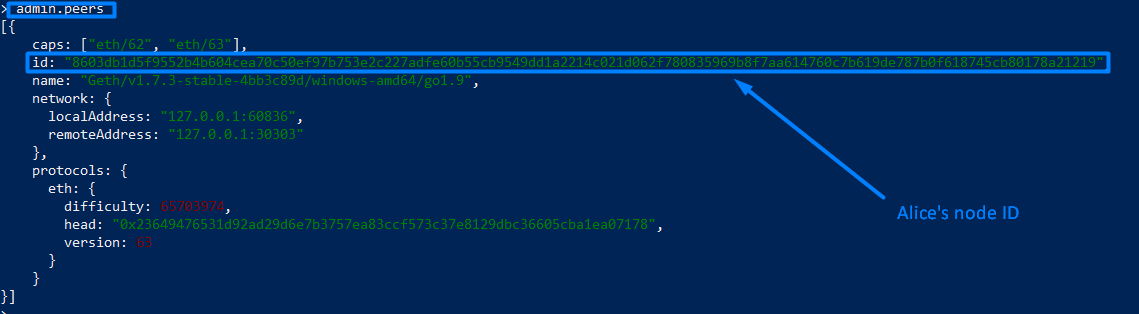 > admin.peers
[{
caps: ["eth/62", "eth/63"],
id: "8603db1d5f9552b4b604cea70c50ef97b753e2c227adfe60b55cb9549dd1a2214c021d062f780835969b8f7aa614760c7b619de787b0f618745cb80178a21219"
name: "Geth/v1.7.3-stable-4bb3c89d/windows-amd64/go1.9",
network: {
localAddress: "127.0.0.1:60836",
remoteAddress: "127.0.0.1:30303"
},
protocols: {
eth: {
difficulty: 65703974,
head: "0x23649476531d92ad29d6e7b3757ea83ccf573c37e8129dbc36605cba1ea07178",
version: 63
}
}
}]
>
Alice's node ID